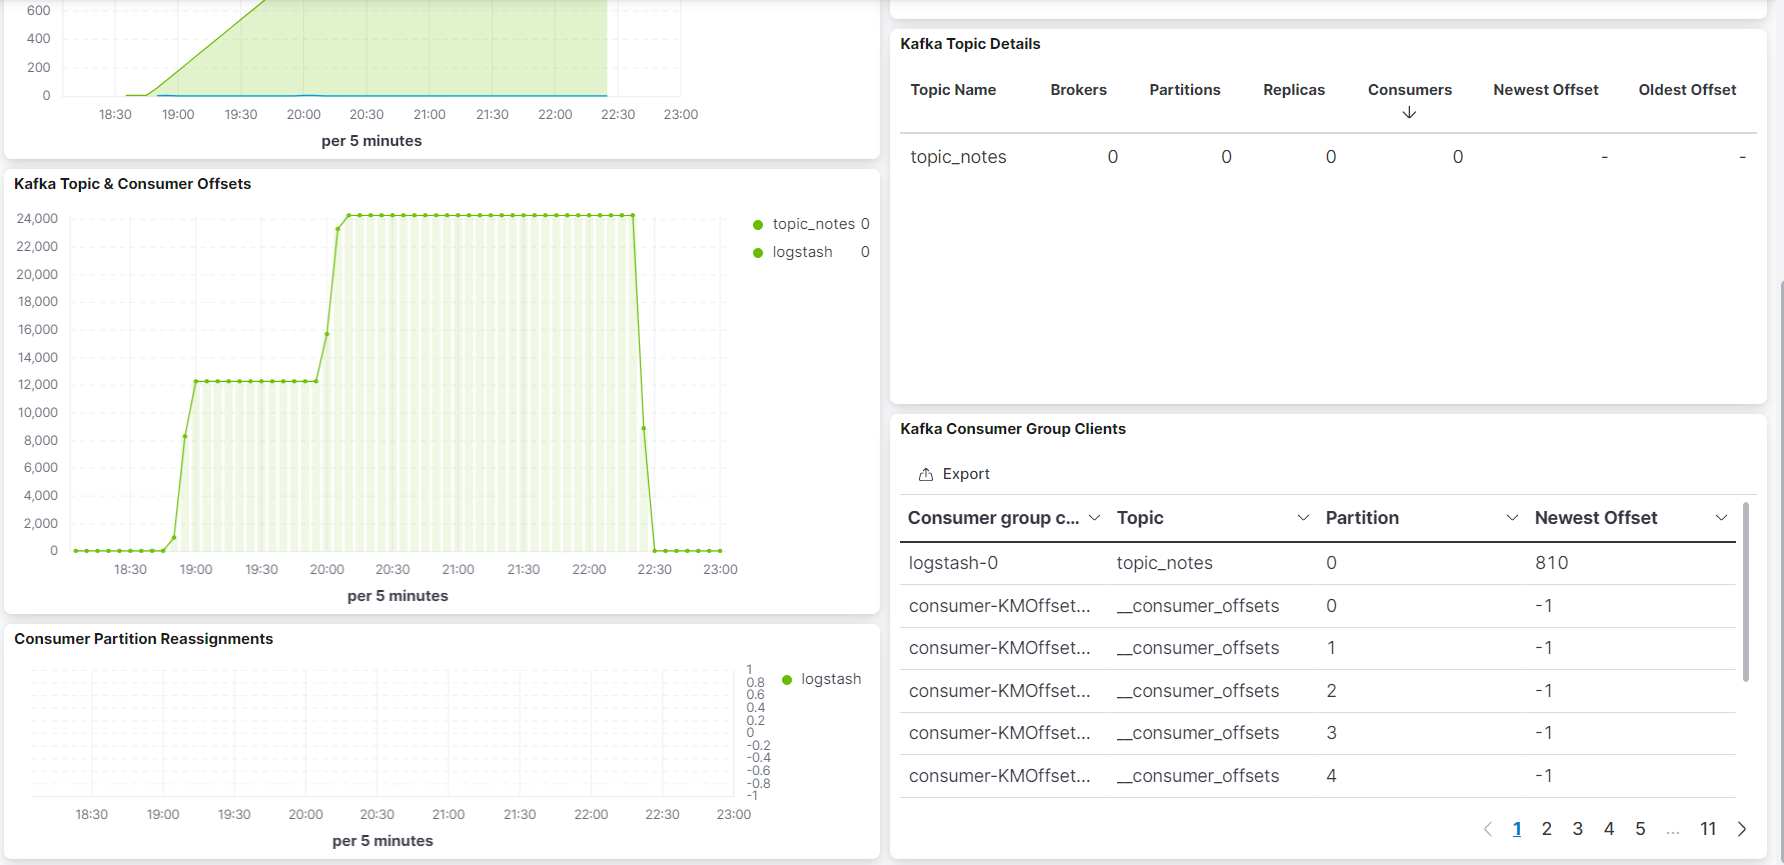 600
400
200
0
18:30 19:00 19:30 20:00 20:30 21:00 21:30 22:00 22:30 23:00
per 5 minutes
Kafka Topic & Consumer Offsets
24,000
22,000
20,000
18,000
16,000
14,000
12,000
10,000
8,000
6,000
4,000
2,000
0
18:30 19:00 19:30 20:00 20:30 21:00 21:30 22:00 22:30 23:00
per 5 minutes
topic_notes 0
logstash 0
Consumer Partition Reassignments
1
0.8
0.6
0.4
0.2
0
-0.2
-0.4
-0.6
-0.8
-1
18:30 19:00 19:30 20:00 20:30 21:00 21:30 22:00 22:30 23:00
per 5 minutes
logstash
Kafka Topic Details
Topic Name Brokers Partitions Replicas Consumers Newest Offset Oldest Offset
topic_notes 0 0 0 0 - -
Kafka Consumer Group Clients
Export
Consumer group c... Topic Partition Newest Offset
logstash-0 topic_notes 0 810
consumer-KMOffset... __consumer_offsets 0 -1
consumer-KMOffset... __consumer_offsets 1 -1
consumer-KMOffset... __consumer_offsets 2 -1
consumer-KMOffset... __consumer_offsets 3 -1
consumer-KMOffset... __consumer_offsets 4 -1
1 2 3 4 5 ... 11